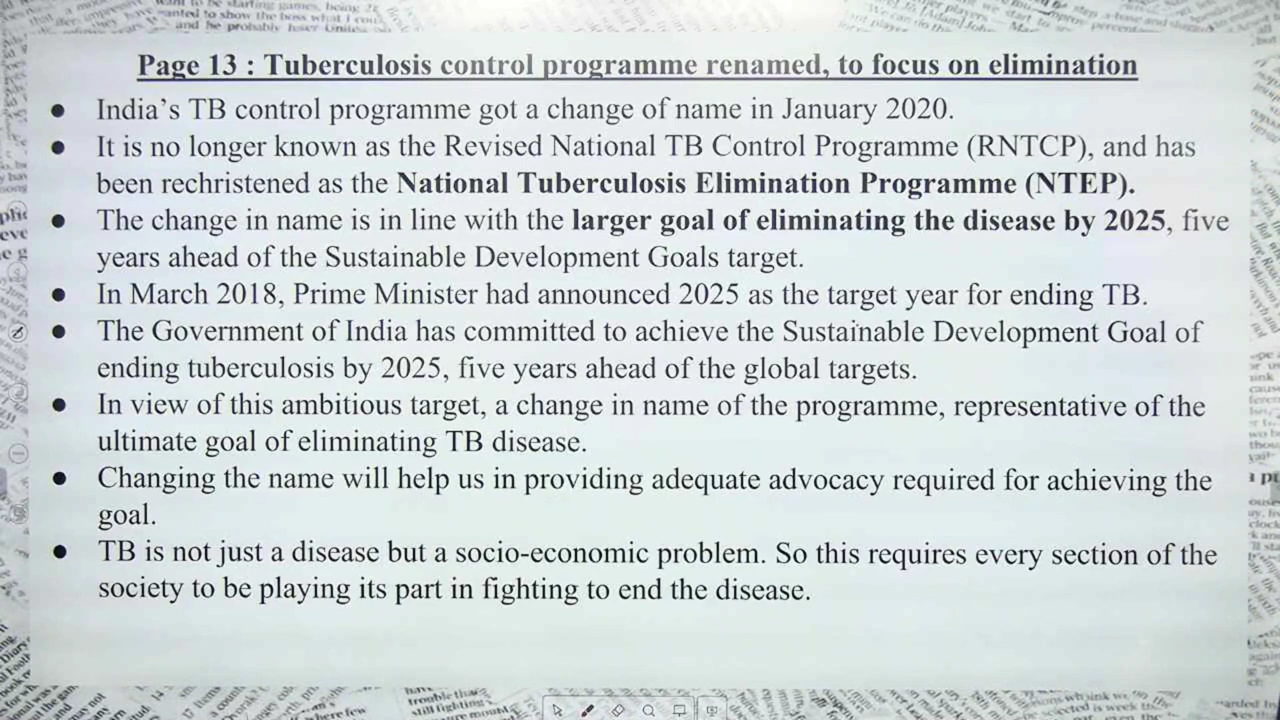 Page 13 : Tuberculosis control programme renamed, to focus on elimination
● India's TB control programme got a change of name in January 2020.
● It is no longer known as the Revised National TB Control Programme (RNTCP), and has
been rechristened as the National Tuberculosis Elimination Programme (NTEP).
● The change in name is in line with the larger goal of eliminating the disease by 2025, five
years ahead of the Sustainable Development Goals target.
● In March 2018, Prime Minister had announced 2025 as the target year for ending TB.
● The Government of India has committed to achieve the Sustainable Development Goal of
ending tuberculosis by 2025, five years ahead of the global targets.
● In view of this ambitious target, a change in name of the programme, representative of the
ultimate goal of eliminating TB disease.
● Changing the name will help us in providing adequate advocacy required for achieving the
goal.
● TB is not just a disease but a socio-economic problem. So this requires every section of the
society to be playing its part in fighting to end the disease.